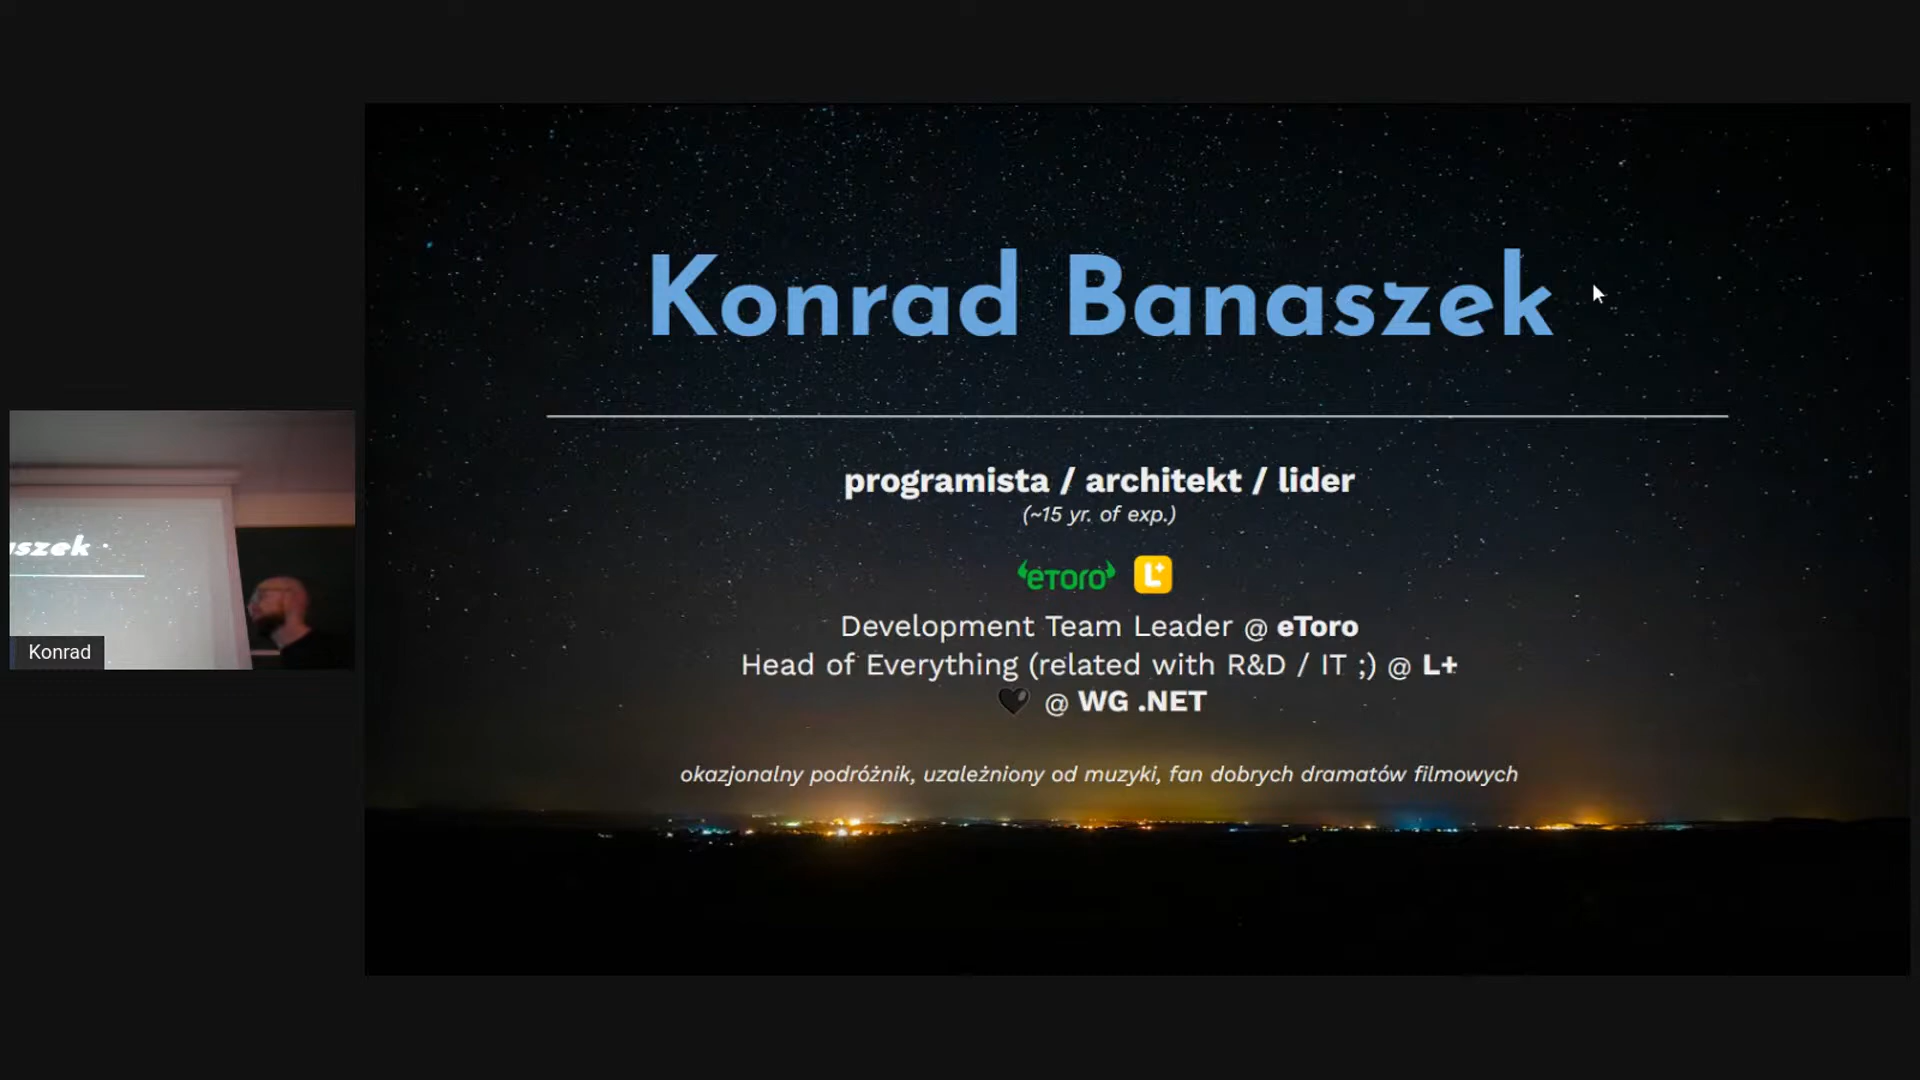 Konrad Banaszek
programista / architekt / lider
(~15 yr. of exp.)
eToro L+
Development Team Leader @ eToro
Head of Everything (related with R&D / IT ;) @ L+
🖤 @ WG .NET
okazjonalny podróżnik, uzależniony od muzyki, fan dobrych dramatów filmowych
szek
Konrad